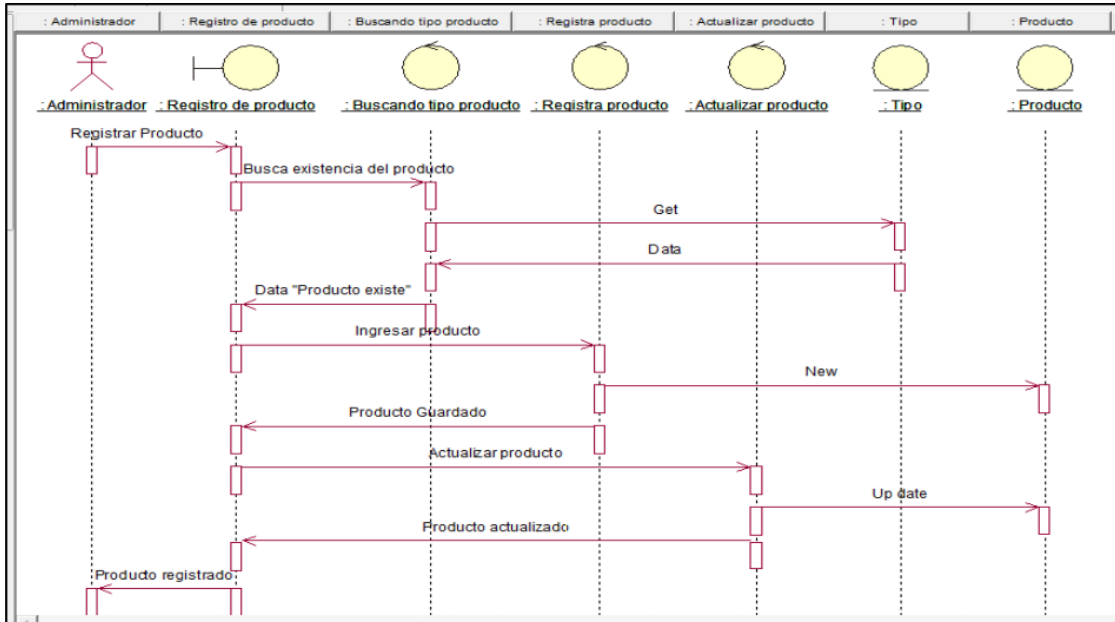 : Administrador : Registro de producto : Buscando tipo producto : Registra producto : Actualizar producto : Tipo : Producto
: Administrador : Registro de producto : Buscando tipo producto : Registra producto : Actualizar producto : Tipo : Producto
Registrar Producto
Busca existencia del producto
Get
Data
Data "Producto existe"
Ingresar producto
New
Producto Guardado
Actualizar producto
Up date
Producto actualizado
Producto registrado